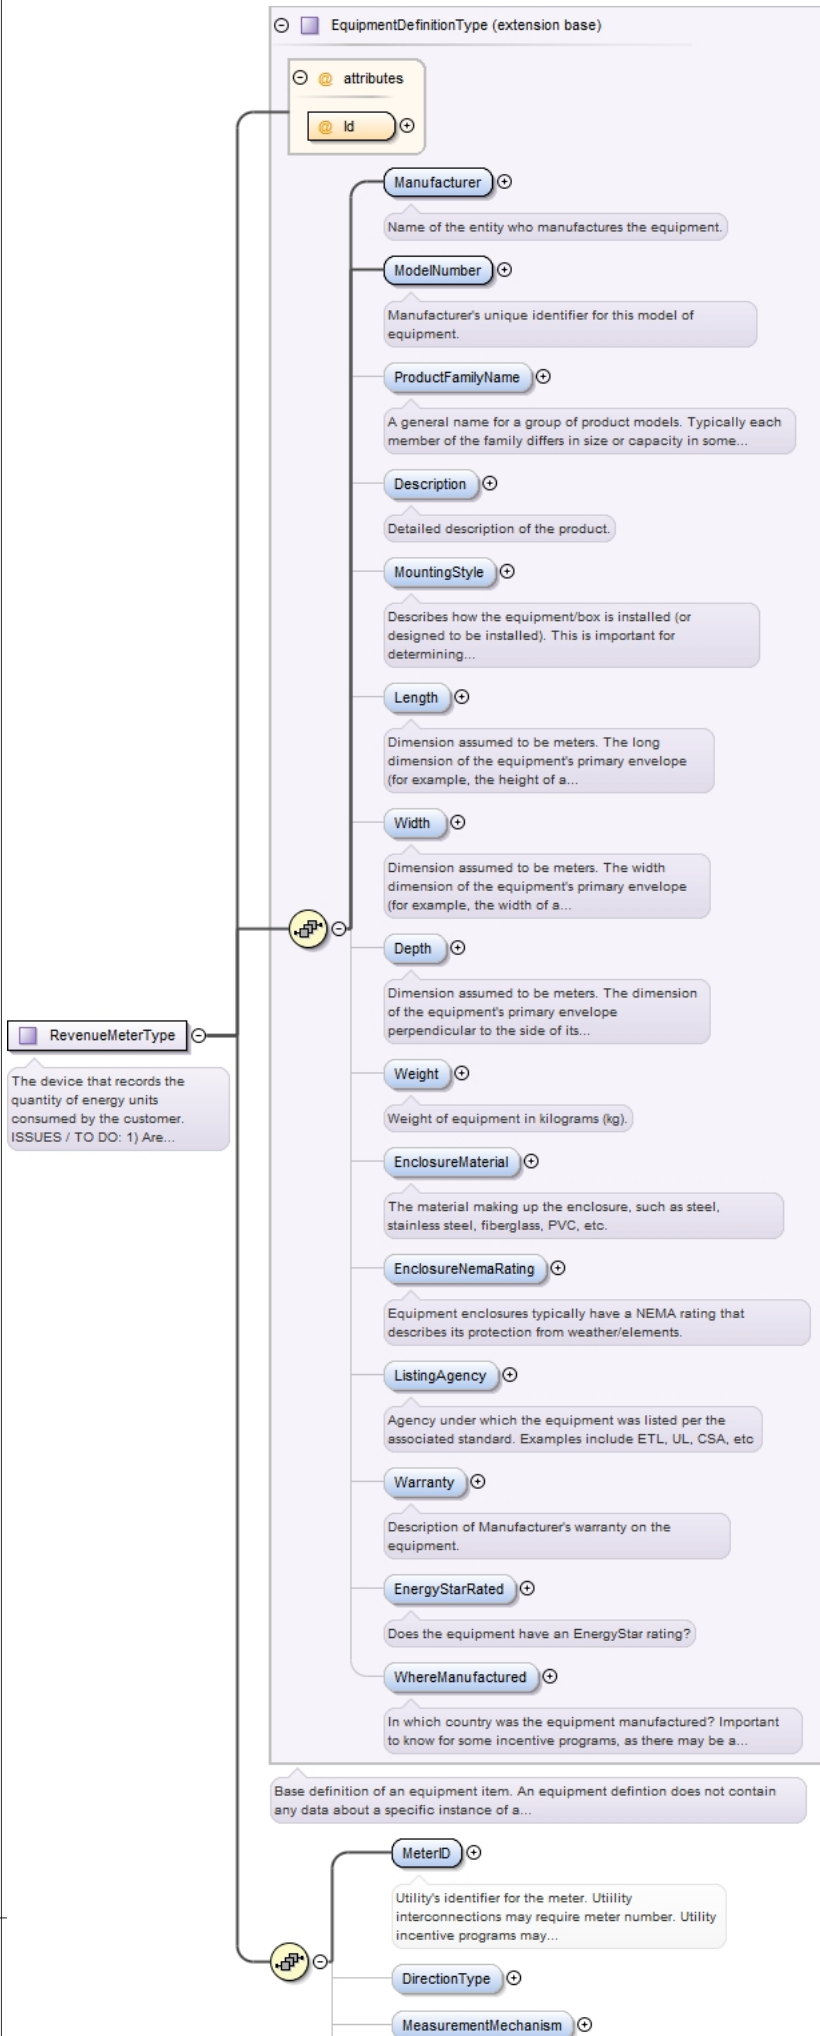 EquipmentDefinitionType (extension base)
@ attributes
@ Id
Manufacturer
Name of the entity who manufactures the equipment.
ModelNumber
Manufacturer's unique identifier for this model of
equipment.
ProductFamilyName
A general name for a group of product models. Typically each
member of the family differs in size or capacity in some...
Description
Detailed description of the product.
MountingStyle
Describes how the equipment/box is installed (or
designed to be installed). This is important for
determining...
Length
Dimension assumed to be meters. The long
dimension of the equipment's primary envelope
(for example, the height of a...
Width
Dimension assumed to be meters. The width
dimension of the equipment's primary envelope
(for example, the width of a...
Depth
Dimension assumed to be meters. The dimension
of the equipment's primary envelope
perpendicular to the side of its...
RevenueMeterType
The device that records the
quantity of energy units
consumed by the customer.
ISSUES / TO DO: 1) Are...
Weight
Weight of equipment in kilograms (kg).
EnclosureMaterial
The material making up the enclosure, such as steel,
stainless steel, fiberglass, PVC, etc.
EnclosureNemaRating
Equipment enclosures typically have a NEMA rating that
describes its protection from weather/elements.
ListingAgency
Agency under which the equipment was listed per the
associated standard. Examples include ETL, UL, CSA, etc
Warranty
Description of Manufacturer's warranty on the
equipment.
EnergyStarRated
Does the equipment have an EnergyStar rating?
WhereManufactured
In which country was the equipment manufactured? Important
to know for some incentive programs, as there may be a...
Base definition of an equipment item. An equipment defintion does not contain
any data about a specific instance of a...
MeterID
Utility's identifier for the meter. Utiility
interconnections may require meter number. Utility
incentive programs may...
DirectionType
MeasurementMechanism